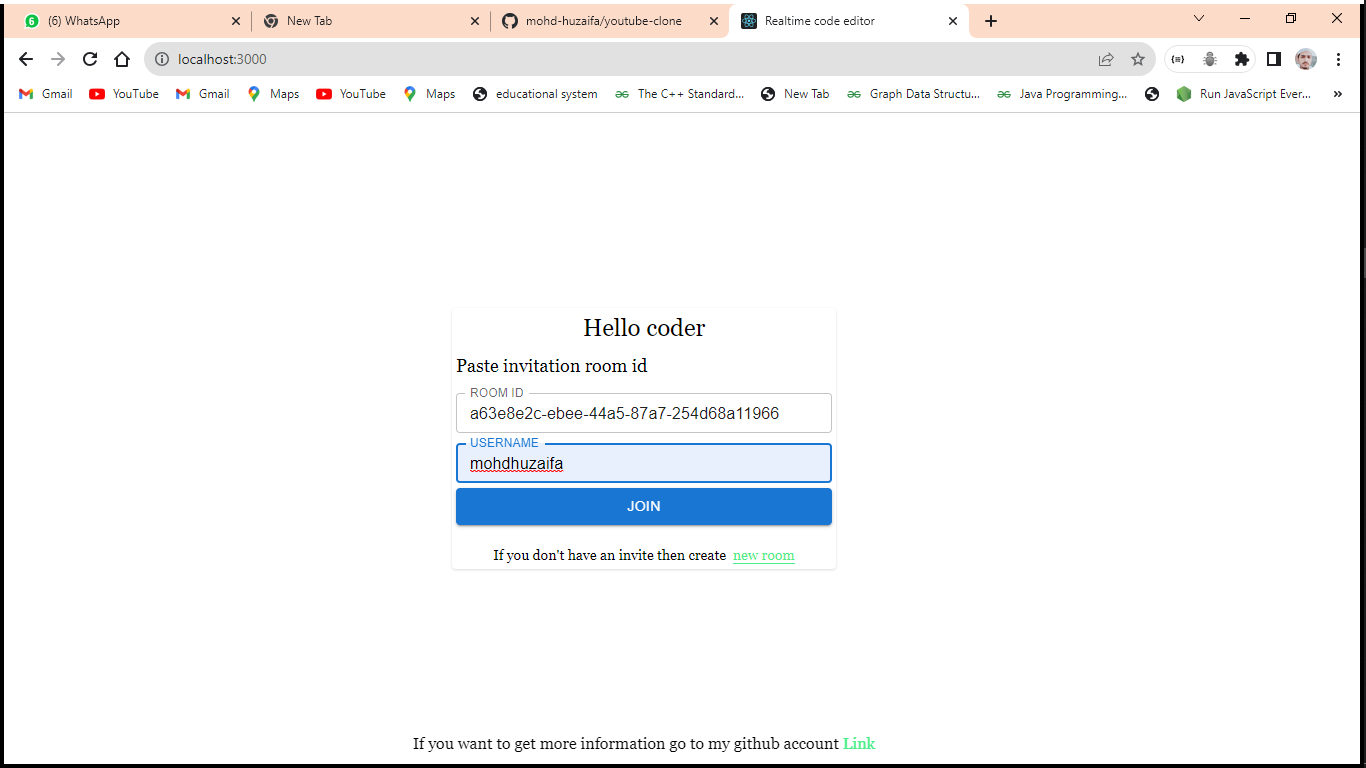 6 (6) WhatsApp New Tab mohd-huzaifa/youtube-clone Realtime code editor
localhost:3000
Gmail YouTube Gmail Maps YouTube Maps educational system The C++ Standard... New Tab Graph Data Structu... Java Programming... Run JavaScript Ever... »
Hello coder
Paste invitation room id
ROOM ID
a63e8e2c-ebee-44a5-87a7-254d68a11966
USERNAME
mohdhuzaifa
JOIN
If you don't have an invite then create new room
If you want to get more information go to my github account Link